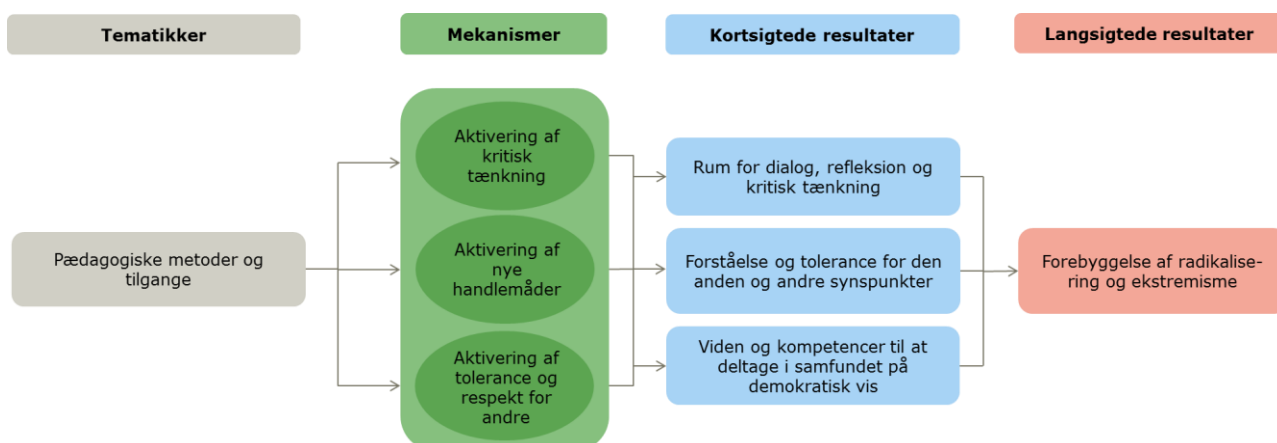 Tematikker
Mekanismer
Kortsigtede resultater
Langsigtede resultater
Pædagogiske metoder og
tilgange
Aktivering af
kritisk
tænkning
Aktivering af
nye
handlemåder
Aktivering af
tolerance og
respekt for
andre
Rum for dialog, refleksion og
kritisk tænkning
Forståelse og tolerance for den
anden og andre synspunkter
Viden og kompetencer til at
deltage i samfundet på
demokratisk vis
Forebyggelse af radikalise-
ring og ekstremisme